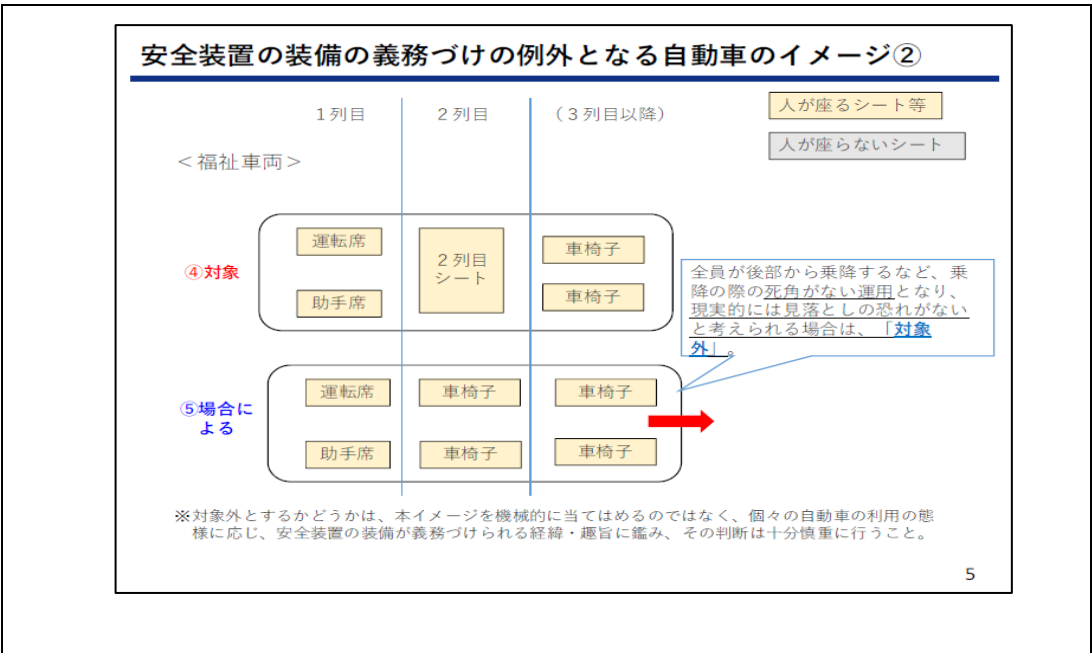 安全装置の装備の義務づけの例外となる自動車のイメージ②
1列目
2列目
(3列目以降)
人が座るシート等
人が座らないシート
<福祉車両>
④対象
運転席
助手席
2列目
シート
車椅子
車椅子
全員が後部から乗降するなど、乗
降の際の死角がない運用となり、
現実的には見落としの恐れがない
と考えられる場合は、「対象
外」。
⑤場合に
よる
運転席
助手席
車椅子
車椅子
車椅子
車椅子
※対象外とするかどうかは、本イメージを機械的に当てはめるのではなく、個々の自動車の利用の態
様に応じ、安全装置の装備が義務づけられる経緯・趣旨に鑑み、その判断は十分慎重に行うこと。
5